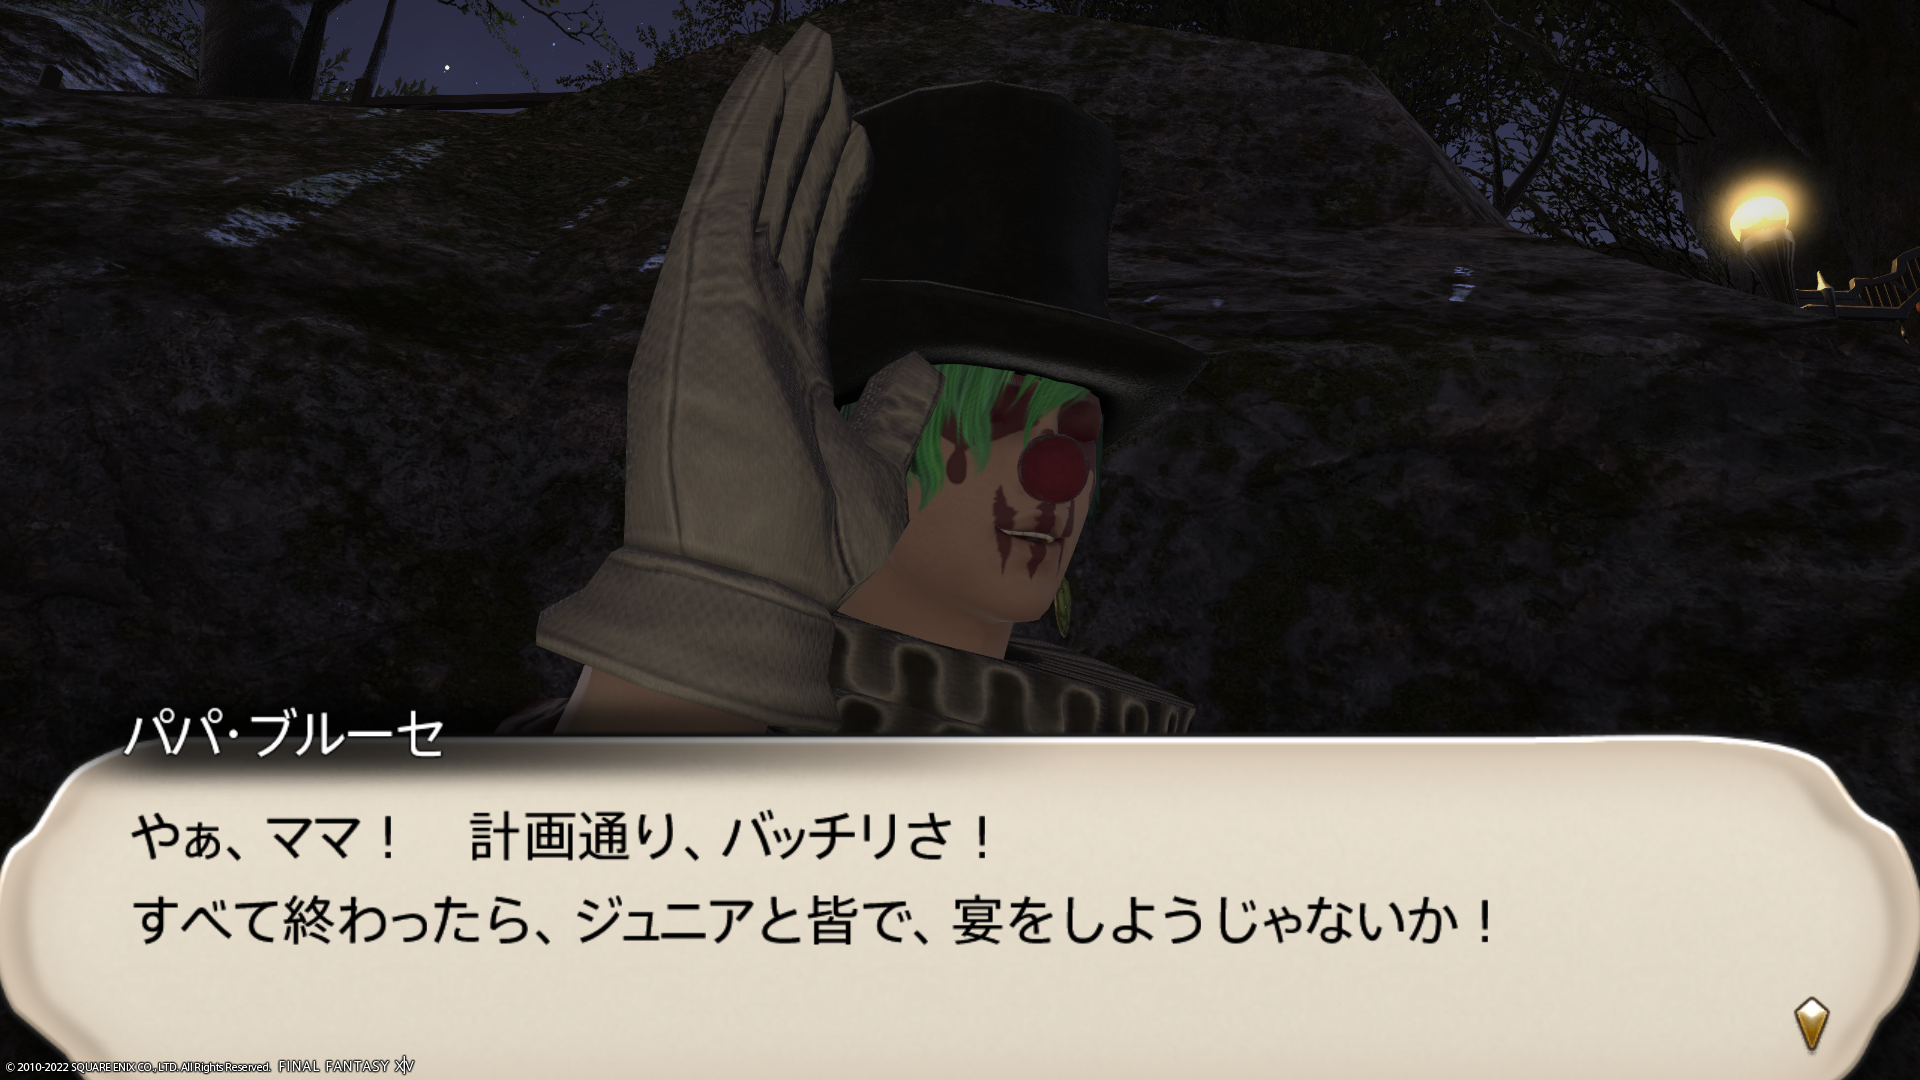 パパ・ブルーセ
やぁ、ママ！　計画通り、バッチリさ！
すべて終わったら、ジュニアと皆で、宴をしようじゃないか！
© 2010-2022 SQUARE ENIX CO., LTD. All Rights Reserved. FINAL FANTASY XIV